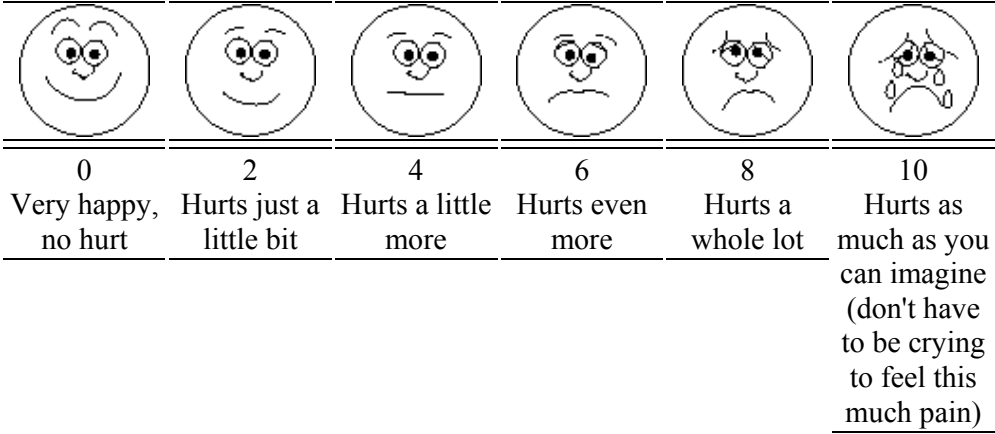 0
Very happy,
no hurt
2
Hurts just a
little bit
4
Hurts a little
more
6
Hurts even
more
8
Hurts a
whole lot
10
Hurts as
much as you
can imagine
(don't have
to be crying
to feel this
much pain)